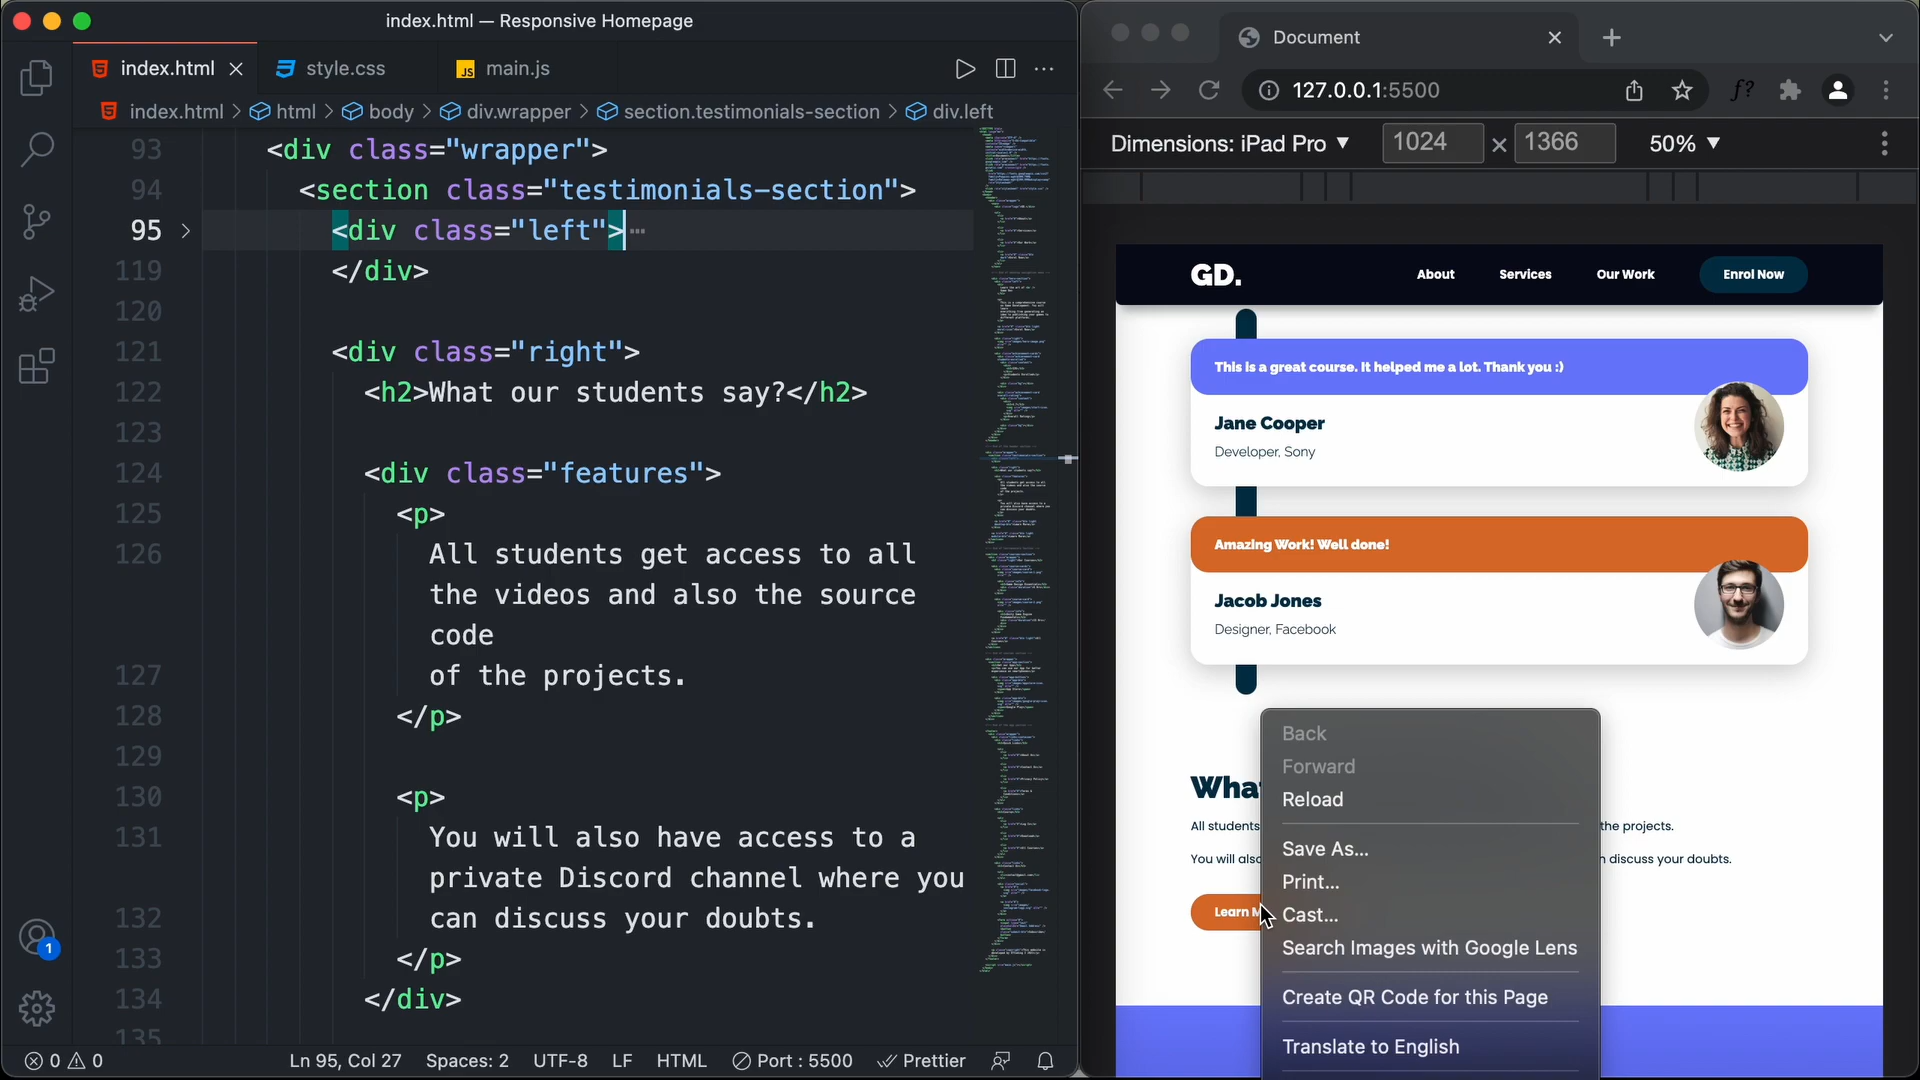 index.html — Responsive Homepage
index.html
style.css
JS main.js
index.html > html > body > div.wrapper > section.testimonials-section > div.left
93 <div class="wrapper">
94 <section class="testimonials-section">
95 <div class="left">
119 </div>
120
121 <div class="right">
122 <h2>What our students say?</h2>
123
124 <div class="features">
125 <p>
126 All students get access to all
the videos and also the source
code
127 of the projects.
128 </p>
129
130 <p>
131 You will also have access to a
private Discord channel where you
132 can discuss your doubts.
133 </p>
134 </div>
135
1
0 0
Ln 95, Col 27 Spaces: 2 UTF-8 LF HTML Port : 5500 Prettier
Document
127.0.0.1:5500
f?
Dimensions: iPad Pro 1024 × 1366 50%
GD. About Services Our Work Enrol Now
This is a great course. It helped me a lot. Thank you :)
Jane Cooper
Developer, Sony
Amazing Work! Well done!
Jacob Jones
Designer, Facebook
What
All students the projects.
You will also discuss your doubts.
Learn M
Back
Forward
Reload
Save As...
Print...
Cast...
Search Images with Google Lens
Create QR Code for this Page
Translate to English